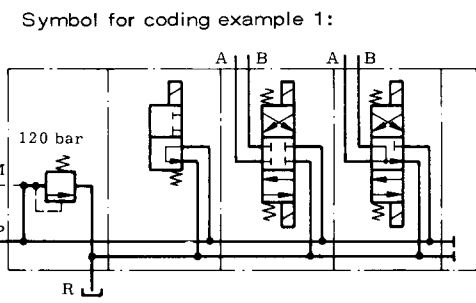 Symbol for coding example 1:
A B A B
120 bar
M
P
R